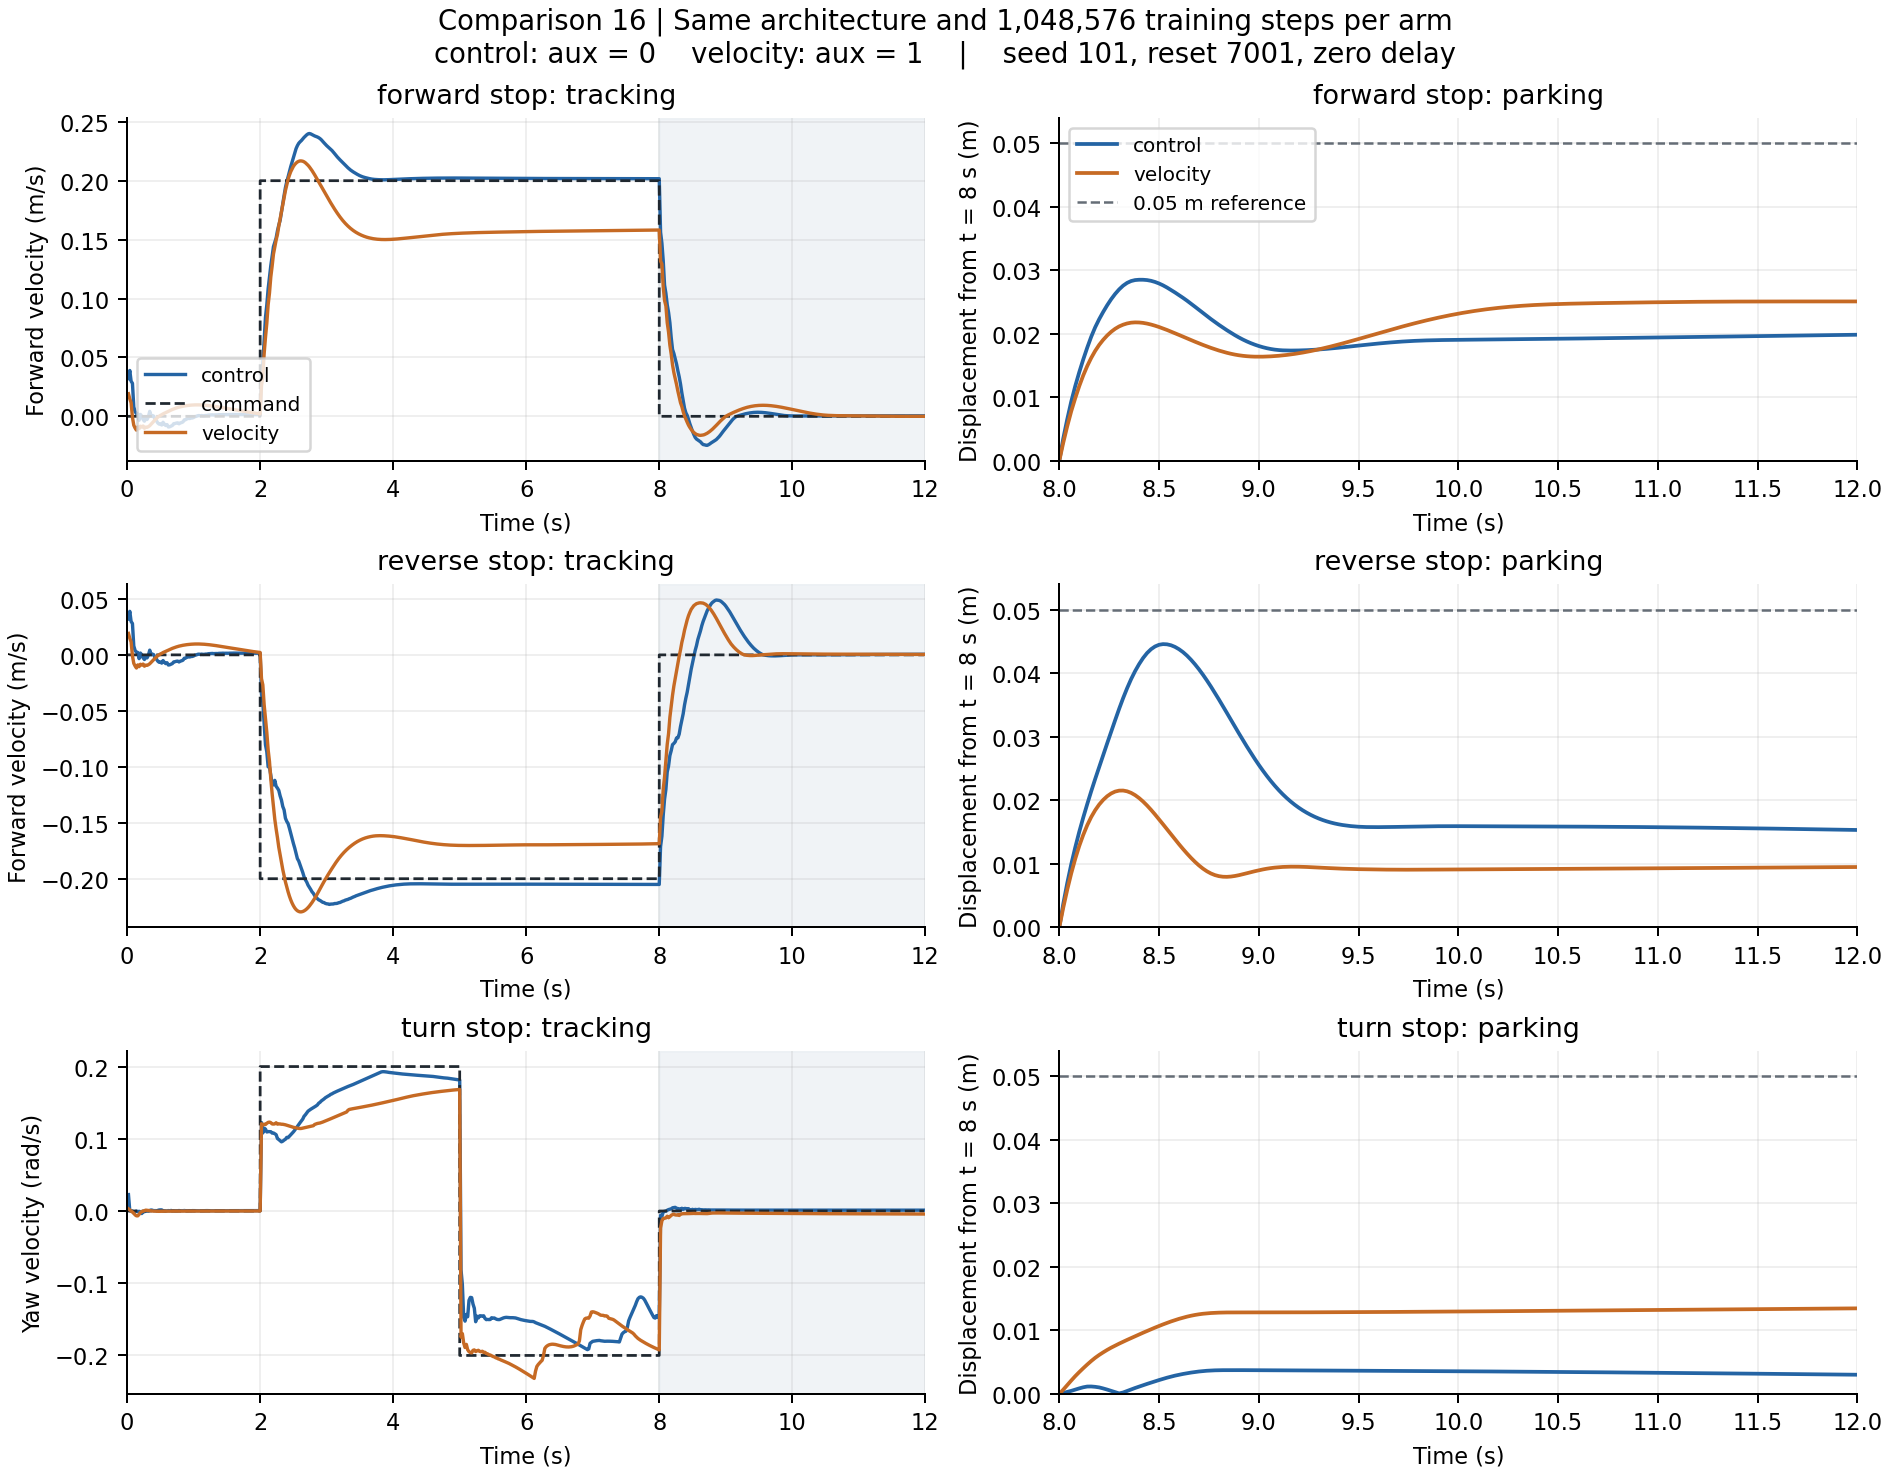 Comparison 16 | Same architecture and 1,048,576 training steps per arm
control: aux = 0    velocity: aux = 1    |    seed 101, reset 7001, zero delay
forward stop: tracking
Forward velocity (m/s)
0.25
0.20
0.15
0.10
0.05
0.00
control
command
velocity
0 2 4 6 8 10 12
Time (s)
forward stop: parking
Displacement from t = 8 s (m)
0.05
0.04
0.03
0.02
0.01
0.00
control
velocity
0.05 m reference
8.0 8.5 9.0 9.5 10.0 10.5 11.0 11.5 12.0
Time (s)
reverse stop: tracking
Forward velocity (m/s)
0.05
0.00
−0.05
−0.10
−0.15
−0.20
0 2 4 6 8 10 12
Time (s)
reverse stop: parking
Displacement from t = 8 s (m)
0.05
0.04
0.03
0.02
0.01
0.00
8.0 8.5 9.0 9.5 10.0 10.5 11.0 11.5 12.0
Time (s)
turn stop: tracking
Yaw velocity (rad/s)
0.2
0.1
0.0
−0.1
−0.2
0 2 4 6 8 10 12
Time (s)
turn stop: parking
Displacement from t = 8 s (m)
0.05
0.04
0.03
0.02
0.01
0.00
8.0 8.5 9.0 9.5 10.0 10.5 11.0 11.5 12.0
Time (s)